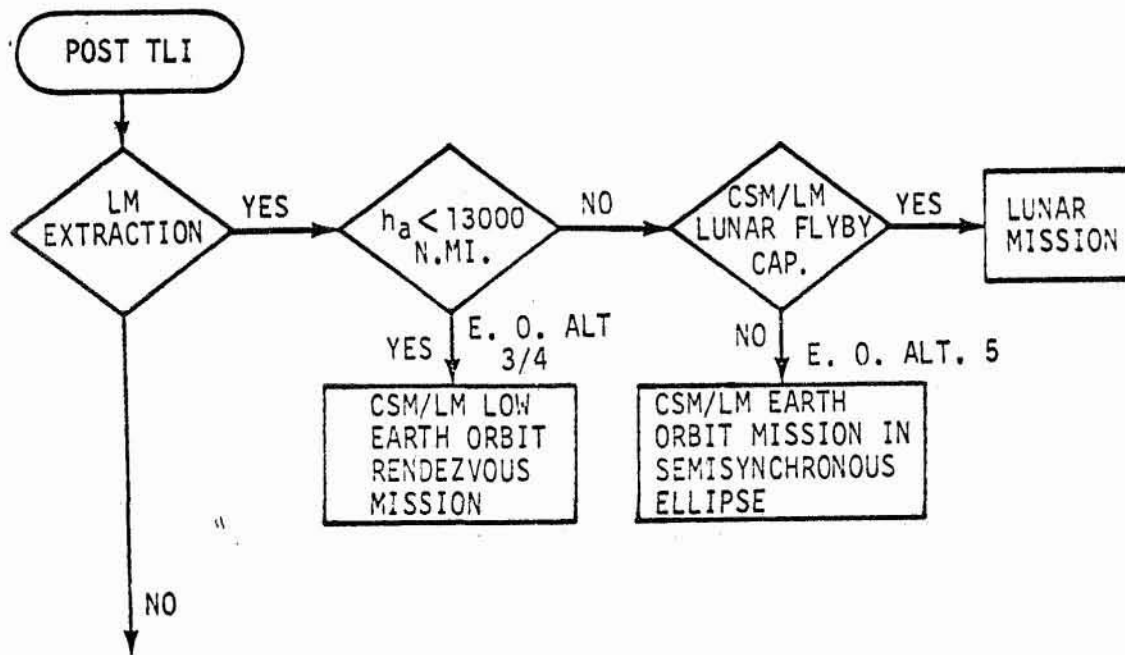 POST TLI
LM
EXTRACTION
YES
h_a < 13000
N.MI.
NO
CSM/LM
LUNAR FLYBY
CAP.
YES
LUNAR
MISSION
YES
E. O. ALT
3/4
NO
E. O. ALT. 5
CSM/LM LOW
EARTH ORBIT
RENDEZVOUS
MISSION
CSM/LM EARTH
ORBIT MISSION IN
SEMISYNCHRONOUS
ELLIPSE
NO